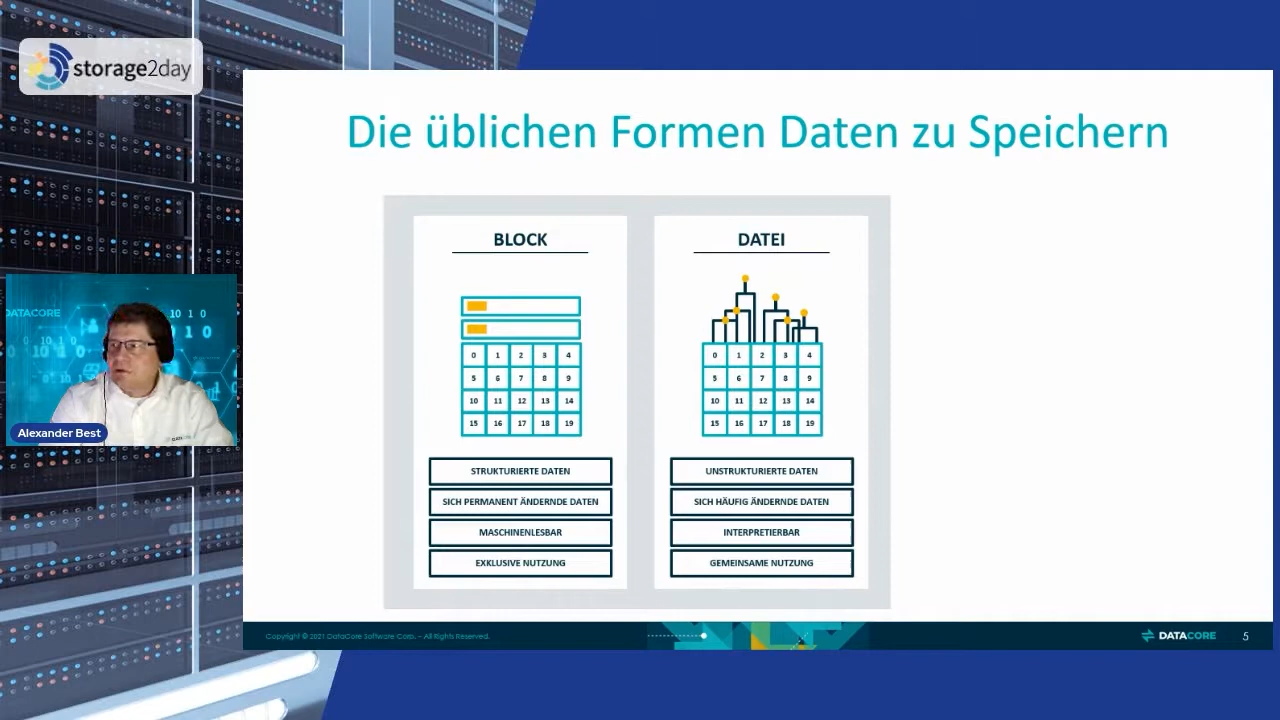 storage2day
Die üblichen Formen Daten zu Speichern
BLOCK
0 1 2 3 4
5 6 7 8 9
10 11 12 13 14
15 16 17 18 19
STRUKTURIERTE DATEN
SICH PERMANENT ÄNDERNDE DATEN
MASCHINENLESBAR
EXKLUSIVE NUTZUNG
DATEI
0 1 2 3 4
5 6 7 8 9
10 11 12 13 14
15 16 17 18 19
UNSTRUKTURIERTE DATEN
SICH HÄUFIG ÄNDERNDE DATEN
INTERPRETIERBAR
GEMEINSAME NUTZUNG
DATACORE
Alexander Best
Copyright © 2021 DataCore Software Corp. – All Rights Reserved.
DATACORE
5